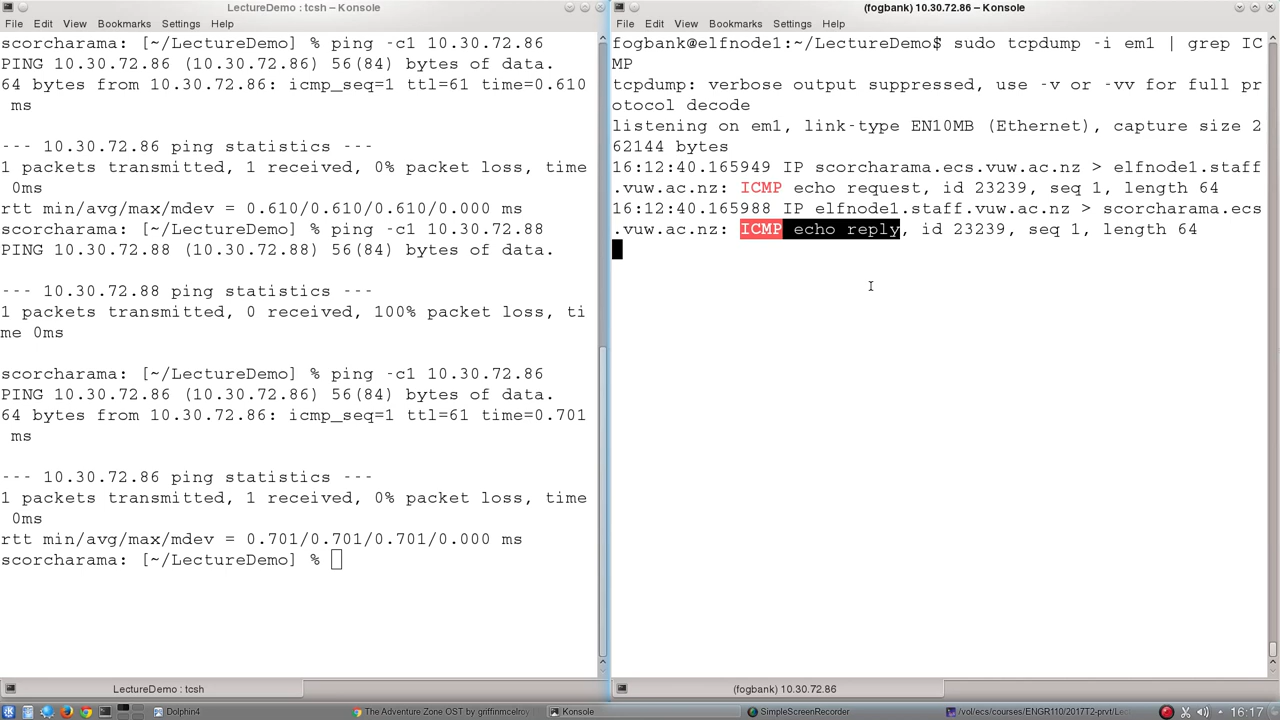 LectureDemo : tcsh - Konsole
File Edit View Bookmarks Settings Help
scorcharama: [~/LectureDemo] % ping -c1 10.30.72.86
PING 10.30.72.86 (10.30.72.86) 56(84) bytes of data.
64 bytes from 10.30.72.86: icmp_seq=1 ttl=61 time=0.610
ms
--- 10.30.72.86 ping statistics ---
1 packets transmitted, 1 received, 0% packet loss, time
0ms
rtt min/avg/max/mdev = 0.610/0.610/0.610/0.000 ms
scorcharama: [~/LectureDemo] % ping -c1 10.30.72.88
PING 10.30.72.88 (10.30.72.88) 56(84) bytes of data.
--- 10.30.72.88 ping statistics ---
1 packets transmitted, 0 received, 100% packet loss, ti
me 0ms
scorcharama: [~/LectureDemo] % ping -c1 10.30.72.86
PING 10.30.72.86 (10.30.72.86) 56(84) bytes of data.
64 bytes from 10.30.72.86: icmp_seq=1 ttl=61 time=0.701
ms
--- 10.30.72.86 ping statistics ---
1 packets transmitted, 1 received, 0% packet loss, time
0ms
rtt min/avg/max/mdev = 0.701/0.701/0.701/0.000 ms
scorcharama: [~/LectureDemo] %
LectureDemo : tcsh
(fogbank) 10.30.72.86 - Konsole
File Edit View Bookmarks Settings Help
fogbank@elfnode1:~/LectureDemo$ sudo tcpdump -i em1 | grep IC
MP
tcpdump: verbose output suppressed, use -v or -vv for full pr
otocol decode
listening on em1, link-type EN10MB (Ethernet), capture size 2
62144 bytes
16:12:40.165949 IP scorcharama.ecs.vuw.ac.nz > elfnode1.staff
.vuw.ac.nz: ICMP echo request, id 23239, seq 1, length 64
16:12:40.165988 IP elfnode1.staff.vuw.ac.nz > scorcharama.ecs
.vuw.ac.nz: ICMP echo reply, id 23239, seq 1, length 64
(fogbank) 10.30.72.86
Dolphin4
The Adventure Zone OST by griffinmcelroy
Konsole
SimpleScreenRecorder
/vol/ecs/courses/ENGR110/2017T2-prvt/Lec
16:17